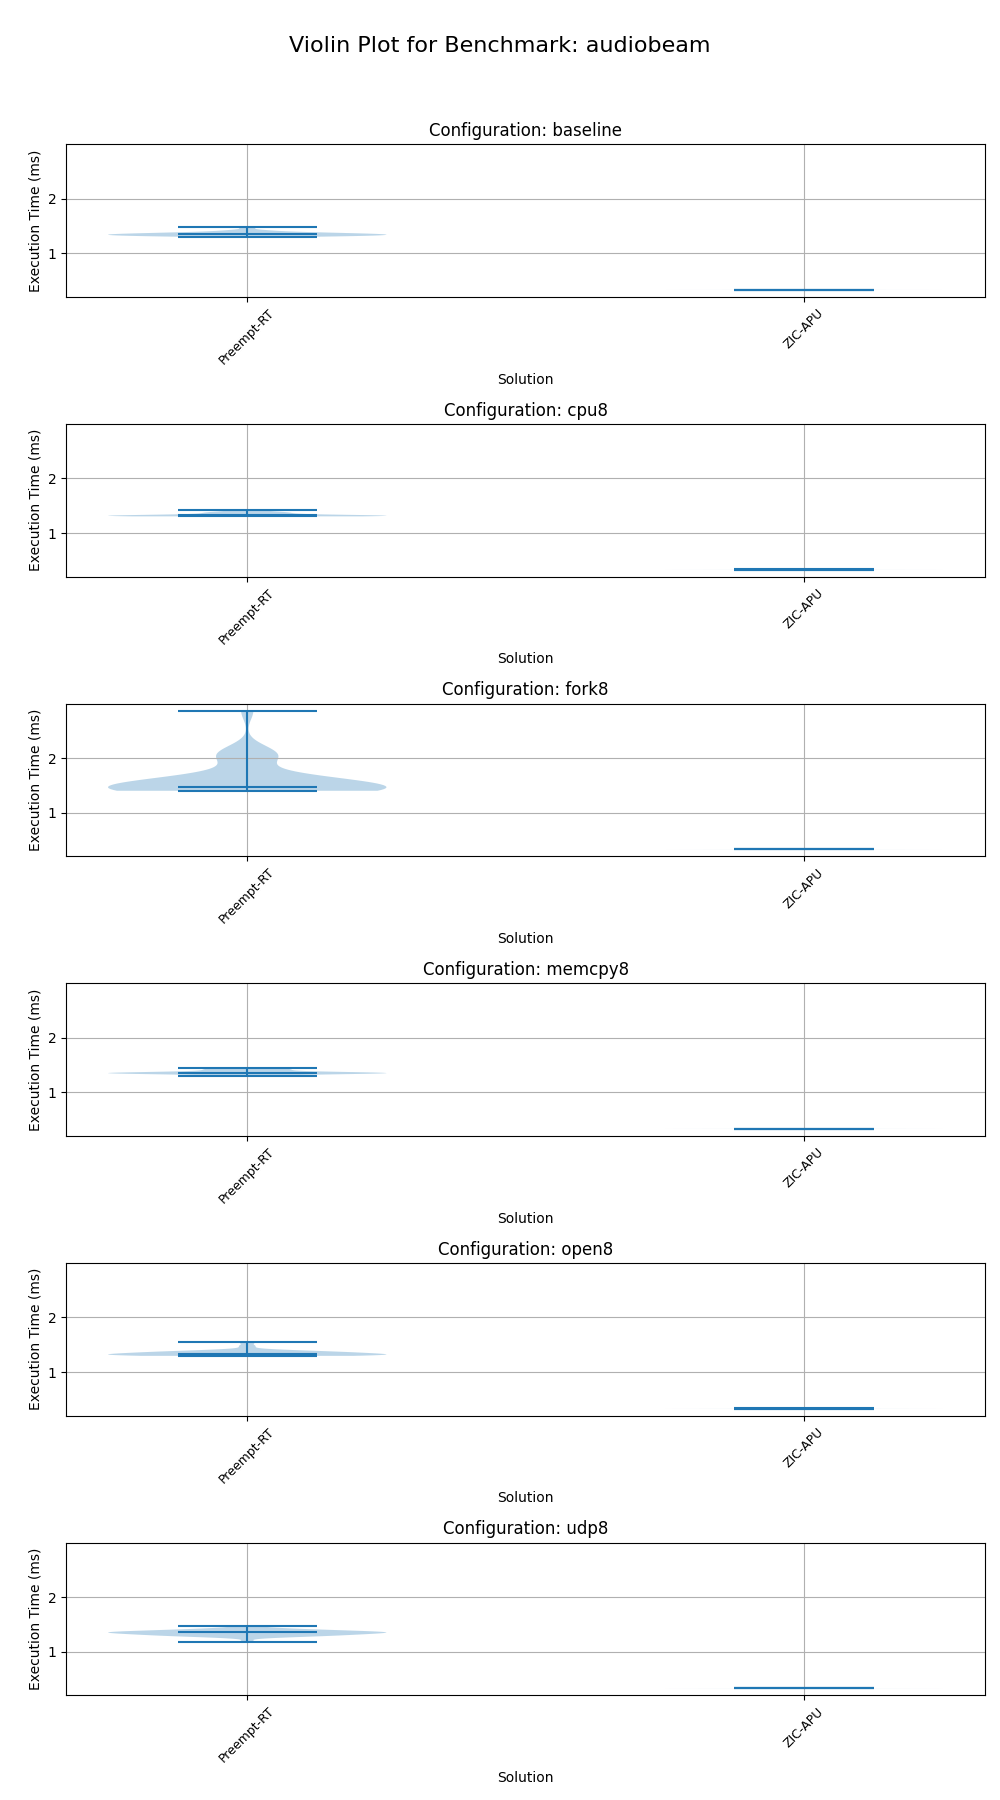 Violin Plot for Benchmark: audiobeam
Configuration: baseline
Execution Time (ms)
2
1
Preempt-RT
ZIC-APU
Solution
Configuration: cpu8
Execution Time (ms)
2
1
Preempt-RT
ZIC-APU
Solution
Configuration: fork8
Execution Time (ms)
2
1
Preempt-RT
ZIC-APU
Solution
Configuration: memcpy8
Execution Time (ms)
2
1
Preempt-RT
ZIC-APU
Solution
Configuration: open8
Execution Time (ms)
2
1
Preempt-RT
ZIC-APU
Solution
Configuration: udp8
Execution Time (ms)
2
1
Preempt-RT
ZIC-APU
Solution